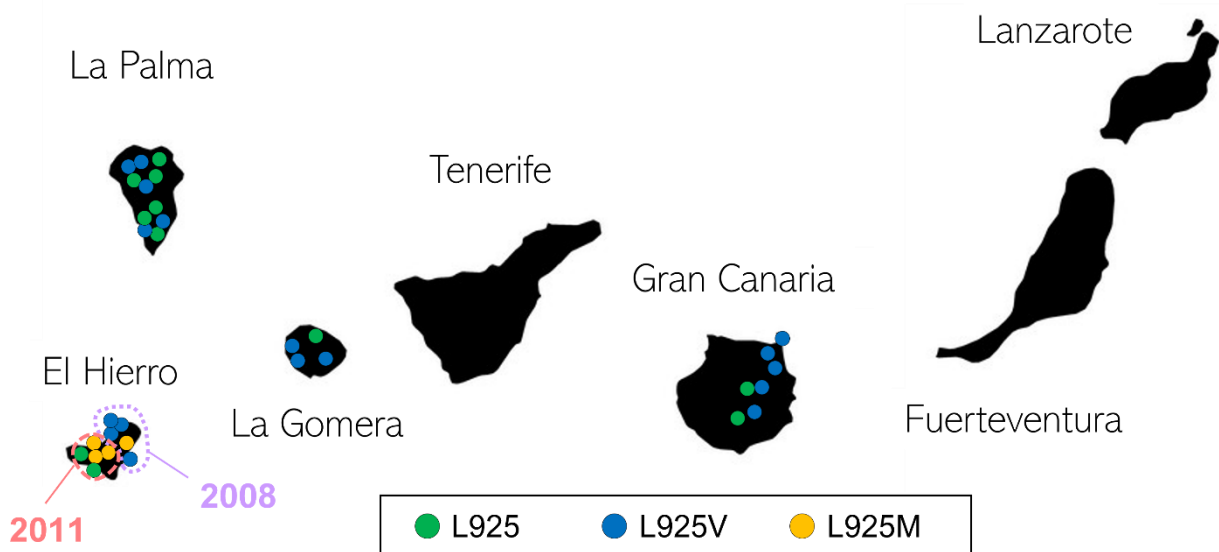 Lanzarote
La Palma
Tenerife
Gran Canaria
El Hierro
La Gomera
Fuerteventura
2008
2011
L925 L925V L925M